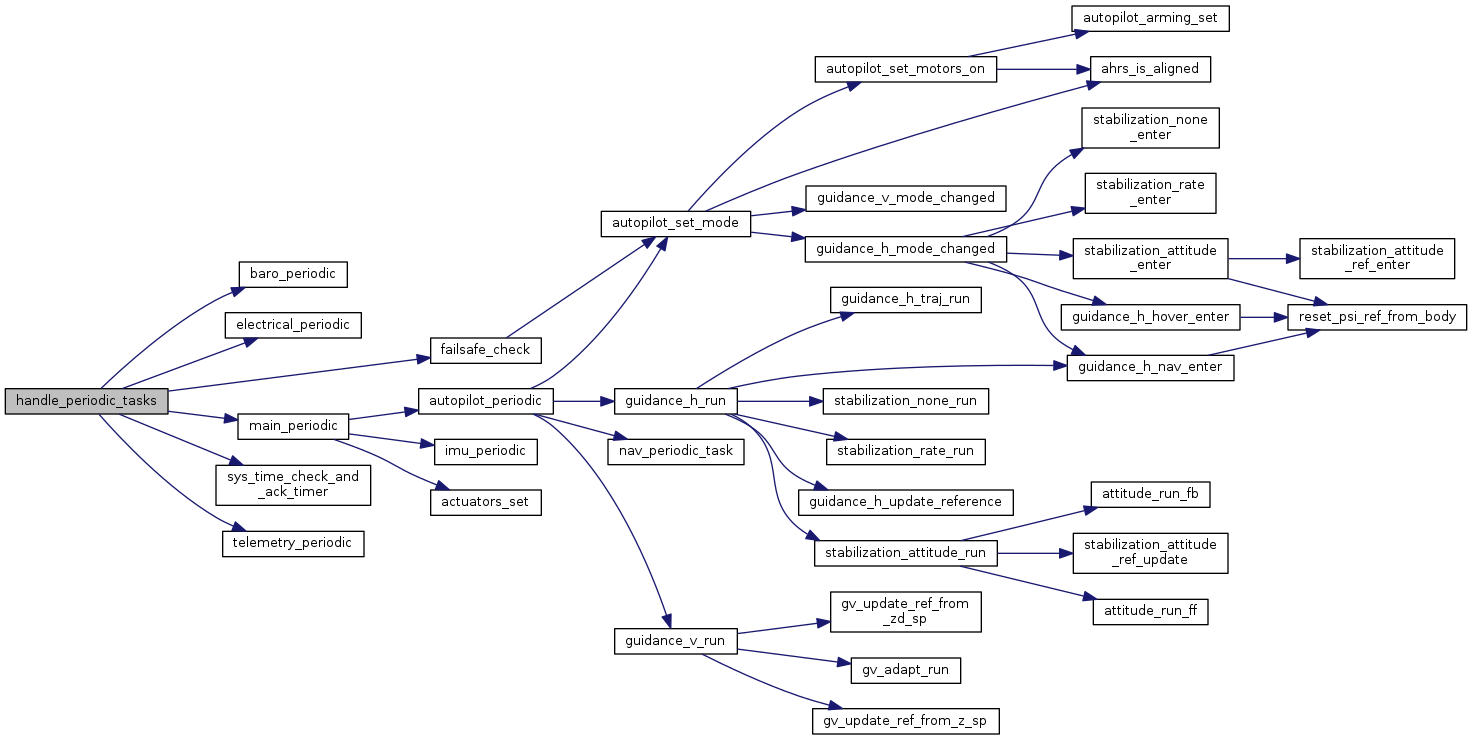 autopilot_arming_set
autopilot_set_motors_on
ahrs_is_aligned
stabilization_none
_enter
stabilization_rate
_enter
guidance_v_mode_changed
autopilot_set_mode
guidance_h_mode_changed
stabilization_attitude
_enter
stabilization_attitude
_ref_enter
baro_periodic
guidance_h_traj_run
guidance_h_hover_enter
reset_psi_ref_from_body
electrical_periodic
failsafe_check
guidance_h_nav_enter
handle_periodic_tasks
autopilot_periodic
guidance_h_run
stabilization_none_run
main_periodic
imu_periodic
nav_periodic_task
stabilization_rate_run
sys_time_check_and
_ack_timer
actuators_set
guidance_h_update_reference
attitude_run_fb
telemetry_periodic
stabilization_attitude_run
stabilization_attitude
_ref_update
gv_update_ref_from
_zd_sp
attitude_run_ff
guidance_v_run
gv_adapt_run
gv_update_ref_from_z_sp